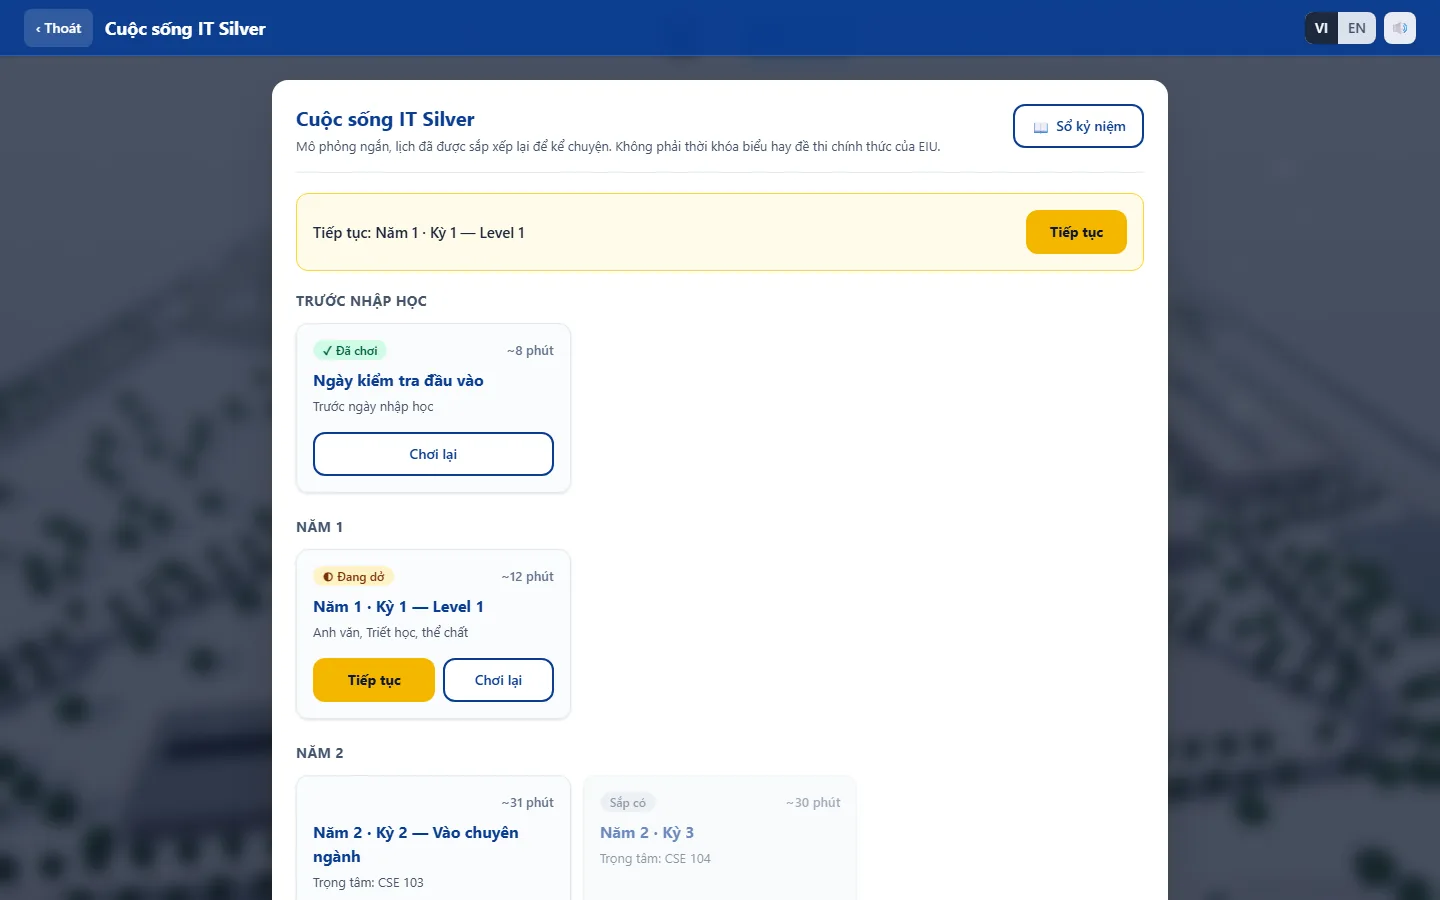 ‹ Thoát
Cuộc sống IT Silver
VI
EN
Cuộc sống IT Silver
Mô phỏng ngắn, lịch đã được sắp xếp lại để kể chuyện. Không phải thời khóa biểu hay đề thi chính thức của EIU.
Sổ kỷ niệm
Tiếp tục: Năm 1 · Kỳ 1 — Level 1
Tiếp tục
TRƯỚC NHẬP HỌC
✓ Đã chơi
~8 phút
Ngày kiểm tra đầu vào
Trước ngày nhập học
Chơi lại
NĂM 1
Đang dở
~12 phút
Năm 1 · Kỳ 1 — Level 1
Anh văn, Triết học, thể chất
Tiếp tục
Chơi lại
NĂM 2
~31 phút
Năm 2 · Kỳ 2 — Vào chuyên
ngành
Trọng tâm: CSE 103
Sắp có
~30 phút
Năm 2 · Kỳ 3
Trọng tâm: CSE 104